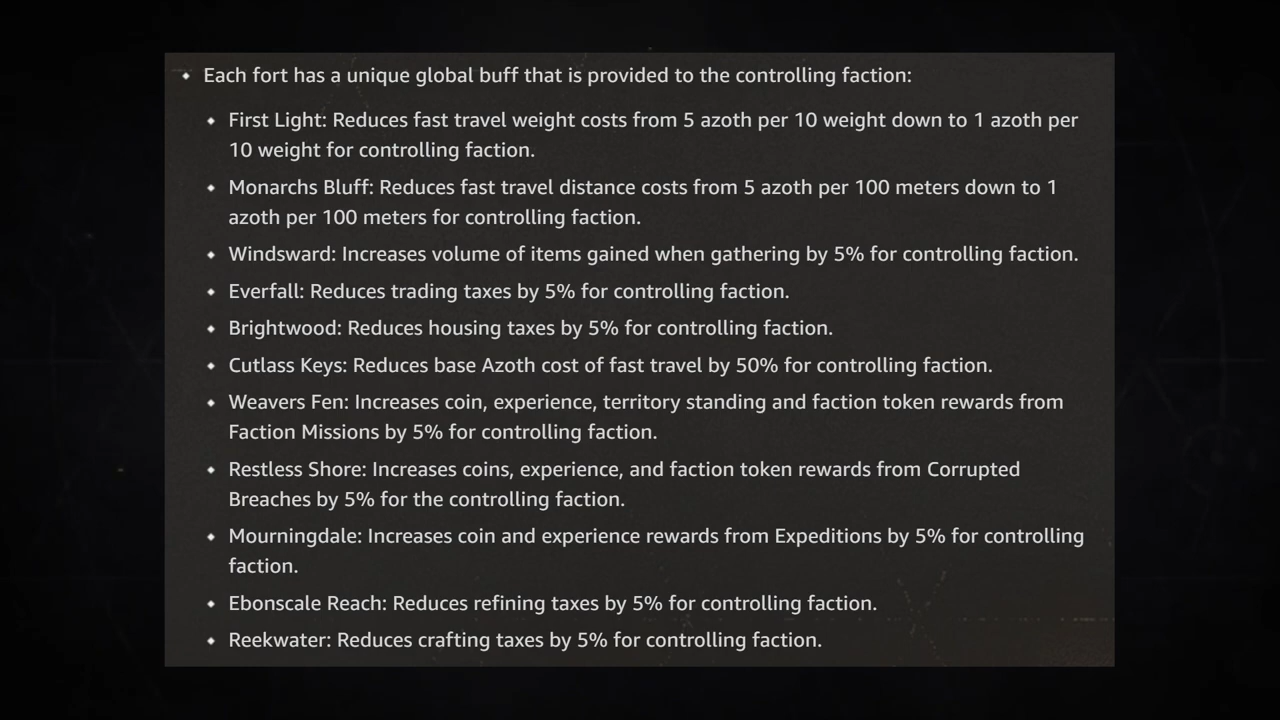 Each fort has a unique global buff that is provided to the controlling faction:
First Light: Reduces fast travel weight costs from 5 azoth per 10 weight down to 1 azoth per
10 weight for controlling faction.
Monarchs Bluff: Reduces fast travel distance costs from 5 azoth per 100 meters down to 1
azoth per 100 meters for controlling faction.
Windsward: Increases volume of items gained when gathering by 5% for controlling faction.
Everfall: Reduces trading taxes by 5% for controlling faction.
Brightwood: Reduces housing taxes by 5% for controlling faction.
Cutlass Keys: Reduces base Azoth cost of fast travel by 50% for controlling faction.
Weavers Fen: Increases coin, experience, territory standing and faction token rewards from
Faction Missions by 5% for controlling faction.
Restless Shore: Increases coins, experience, and faction token rewards from Corrupted
Breaches by 5% for the controlling faction.
Mourningdale: Increases coin and experience rewards from Expeditions by 5% for controlling
faction.
Ebonscale Reach: Reduces refining taxes by 5% for controlling faction.
Reekwater: Reduces crafting taxes by 5% for controlling faction.